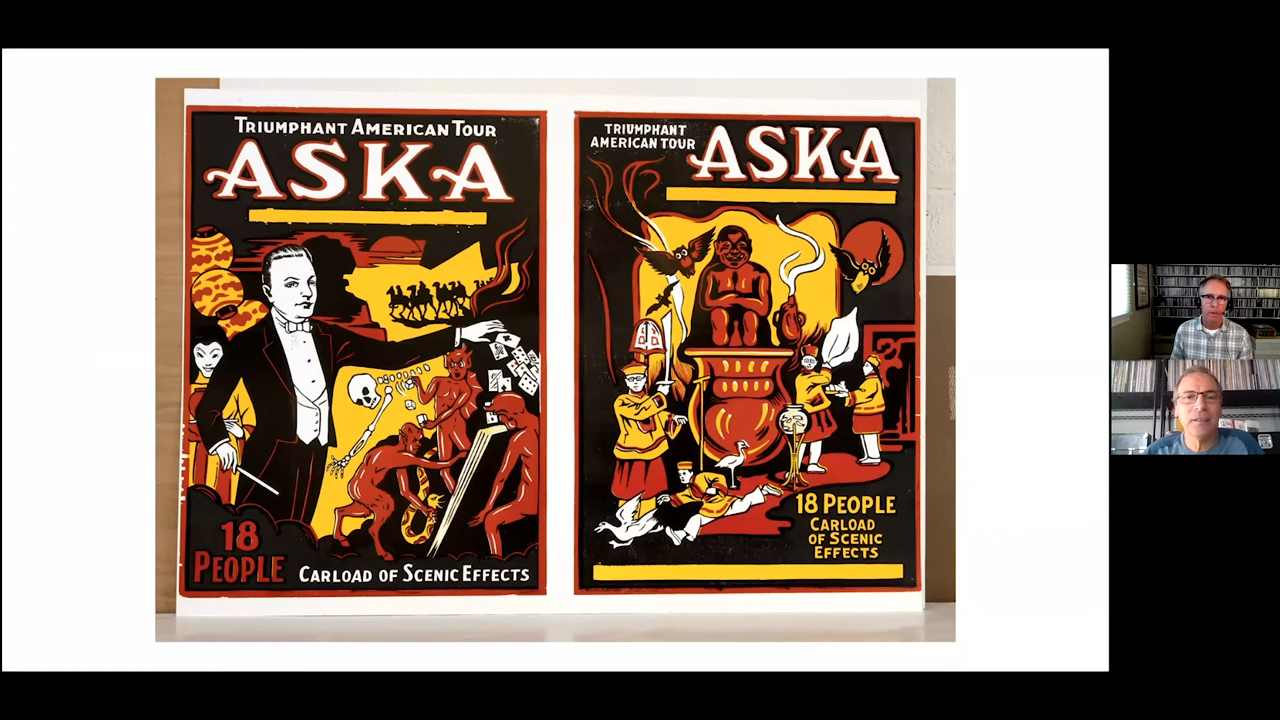 TRIUMPHANT AMERICAN TOUR
ASKA
18
PEOPLE
CARLOAD OF SCENIC EFFECTS
TRIUMPHANT
AMERICAN TOUR
ASKA
18 PEOPLE
CARLOAD
OF SCENIC
EFFECTS